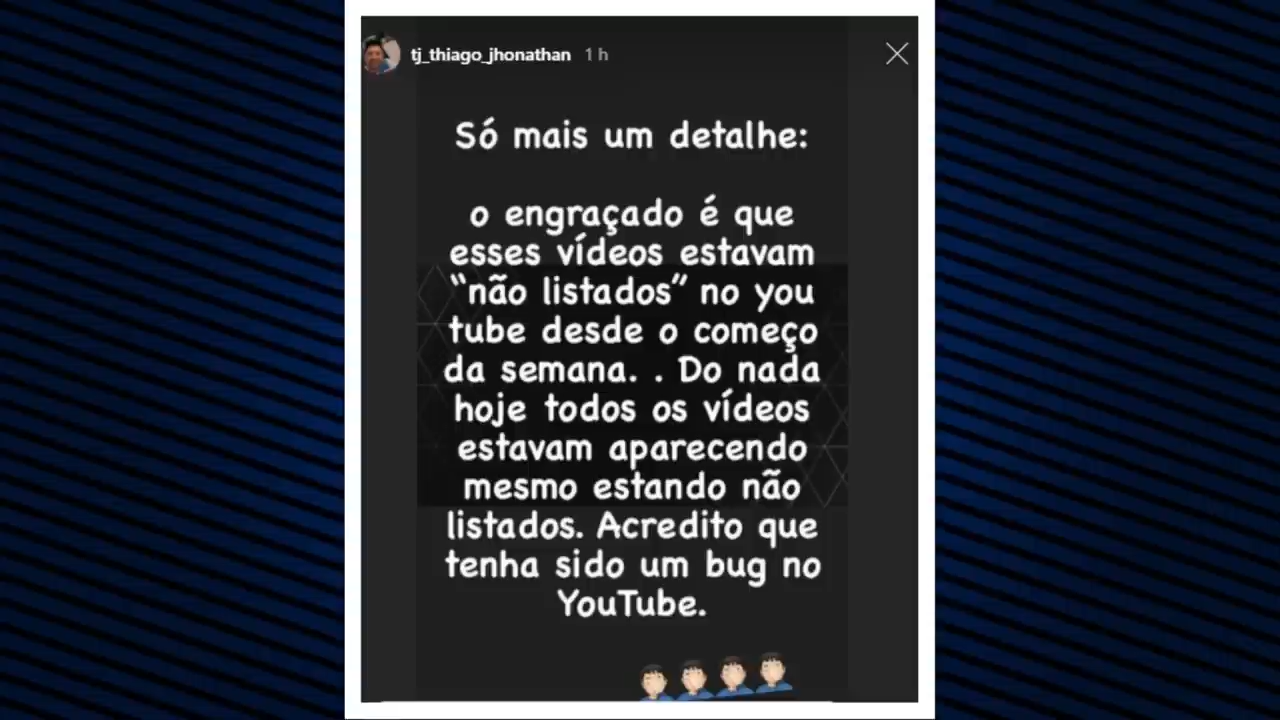 tj_thiago_jhonathan 1 h
Só mais um detalhe:
o engraçado é que
esses vídeos estavam
“não listados” no you
tube desde o começo
da semana. . Do nada
hoje todos os vídeos
estavam aparecendo
mesmo estando não
listados. Acredito que
tenha sido um bug no
YouTube.